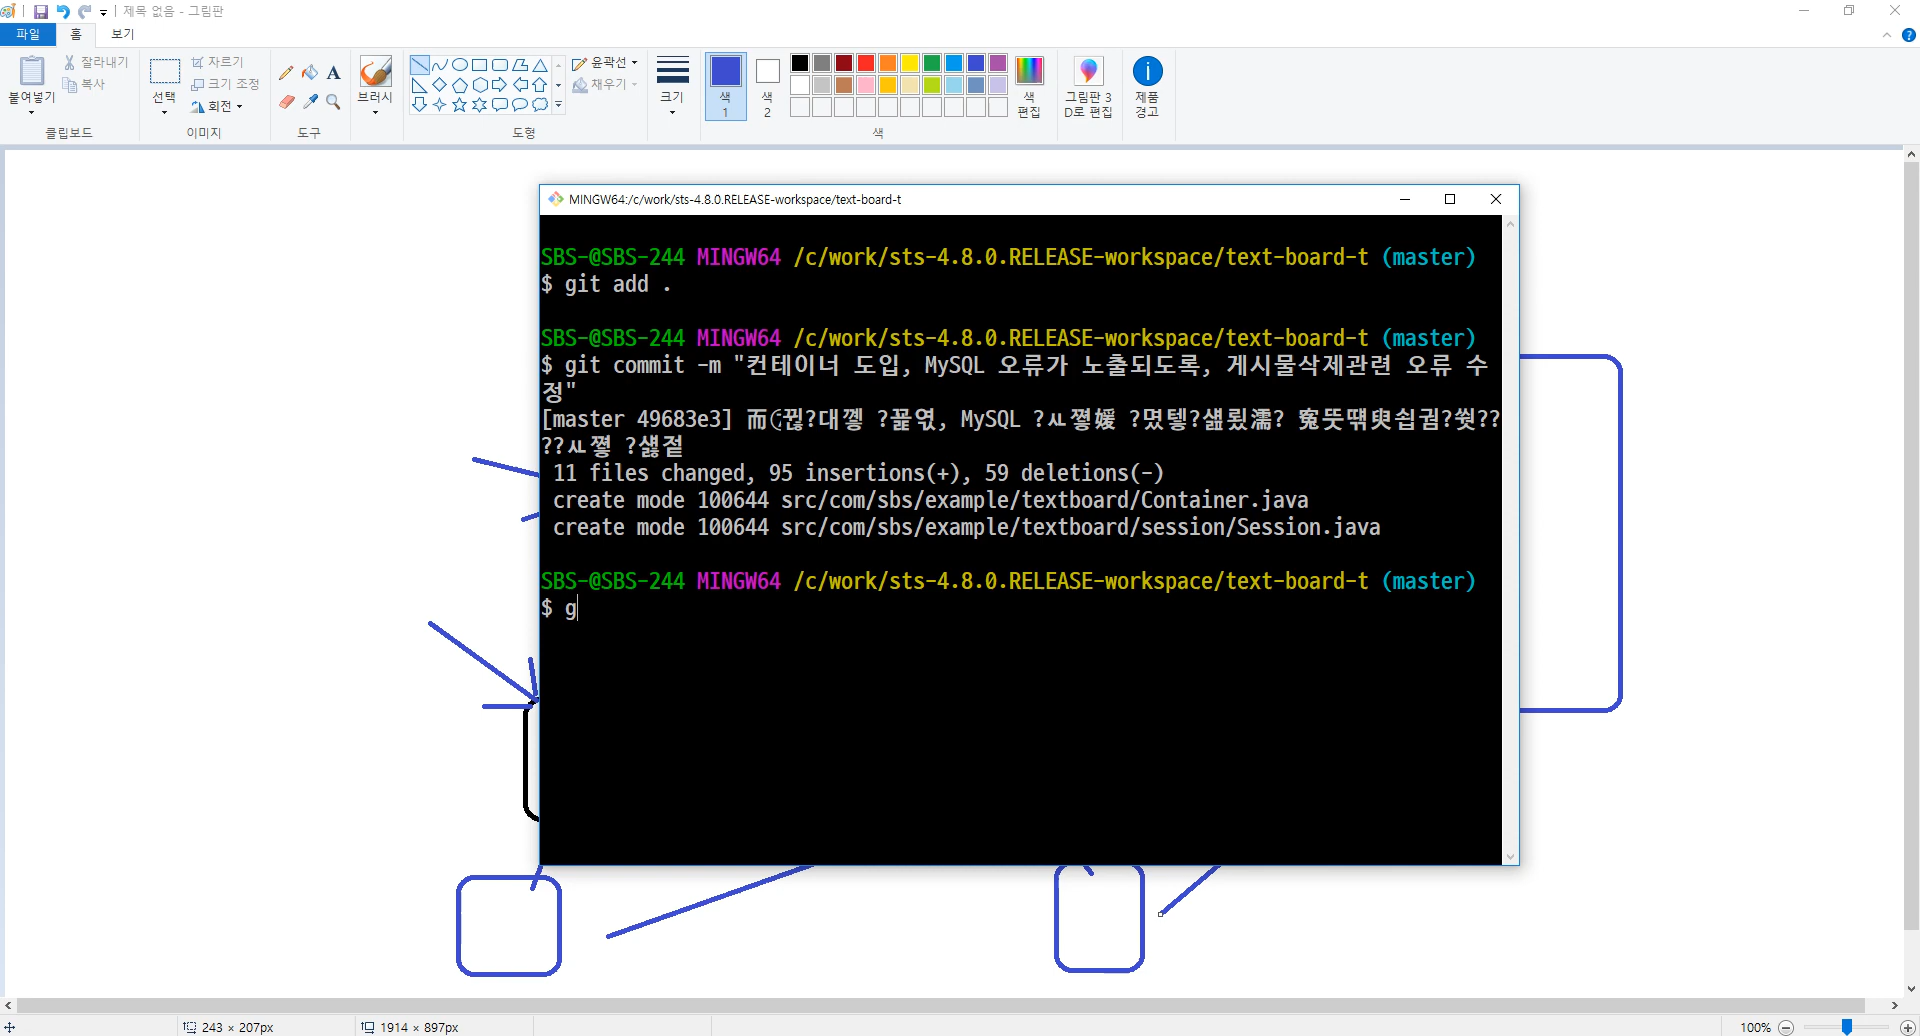 제목 없음 - 그림판
파일
홈
보기
붙여넣기
잘라내기
복사
클립보드
선택
자르기
크기 조정
회전
이미지
A
도구
브러시
윤곽선
채우기
도형
크기
색
1
색
2
색
편집
색
그림판 3
D로 편집
제품
경고
MINGW64:/c/work/sts-4.8.0.RELEASE-workspace/text-board-t
SBS-@SBS-244 MINGW64 /c/work/sts-4.8.0.RELEASE-workspace/text-board-t (master)
$ git add .
SBS-@SBS-244 MINGW64 /c/work/sts-4.8.0.RELEASE-workspace/text-board-t (master)
$ git commit -m "컨테이너 도입, MySQL 오류가 노출되도록, 게시물삭제관련 오류 수
정"
[master 49683e3] MySQL
11 files changed, 95 insertions(+), 59 deletions(-)
create mode 100644 src/com/sbs/example/textboard/Container.java
create mode 100644 src/com/sbs/example/textboard/session/Session.java
SBS-@SBS-244 MINGW64 /c/work/sts-4.8.0.RELEASE-workspace/text-board-t (master)
$ g
243 × 207px
1914 × 897px
100%